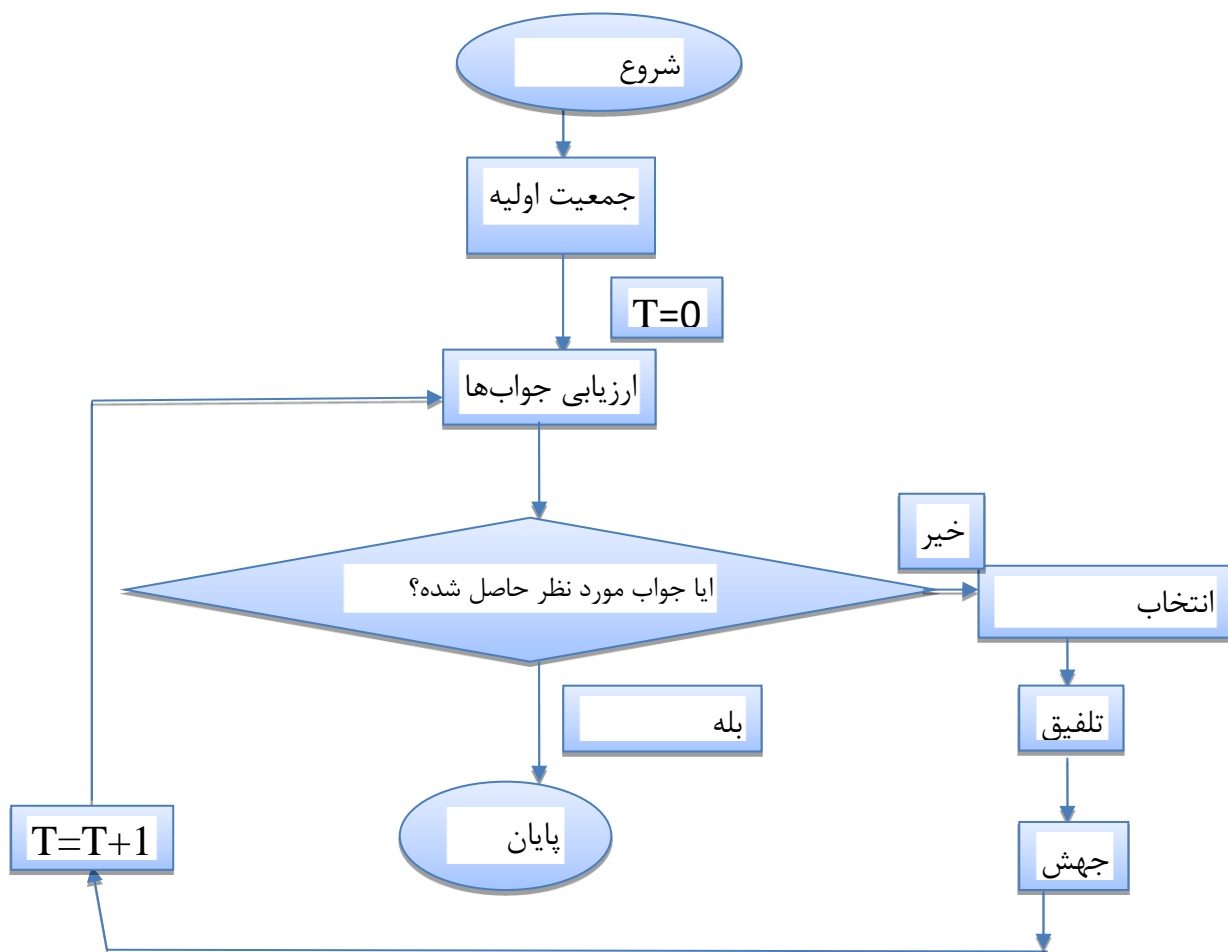 شروع
جمعیت اولیه
T=0
ارزیابی جواب‌ها
خیر
ایا جواب مورد نظر حاصل شده؟
انتخاب
بله
تلفیق
پایان
T=T+1
جهش